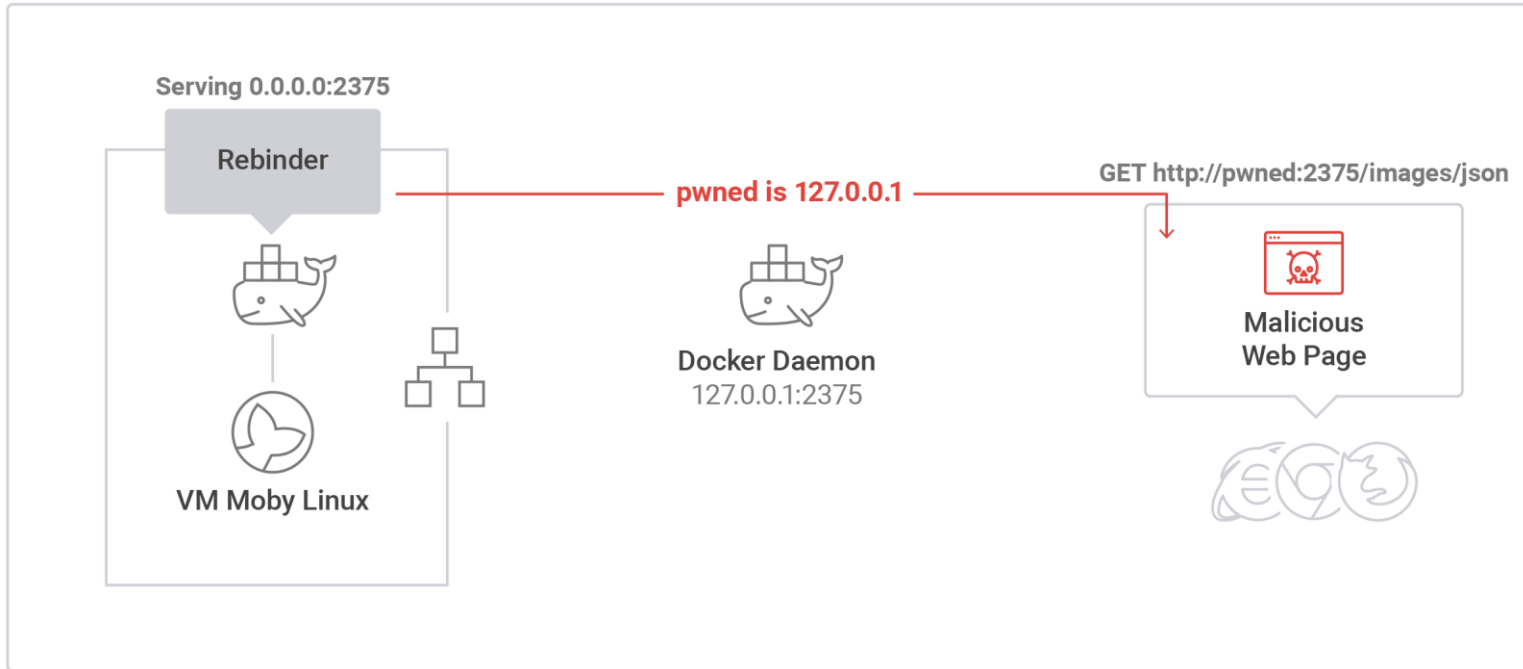 Serving 0.0.0.0:2375
Rebinder
pwned is 127.0.0.1
GET http://pwned:2375/images/json
Docker Daemon
127.0.0.1:2375
Malicious
Web Page
VM Moby Linux